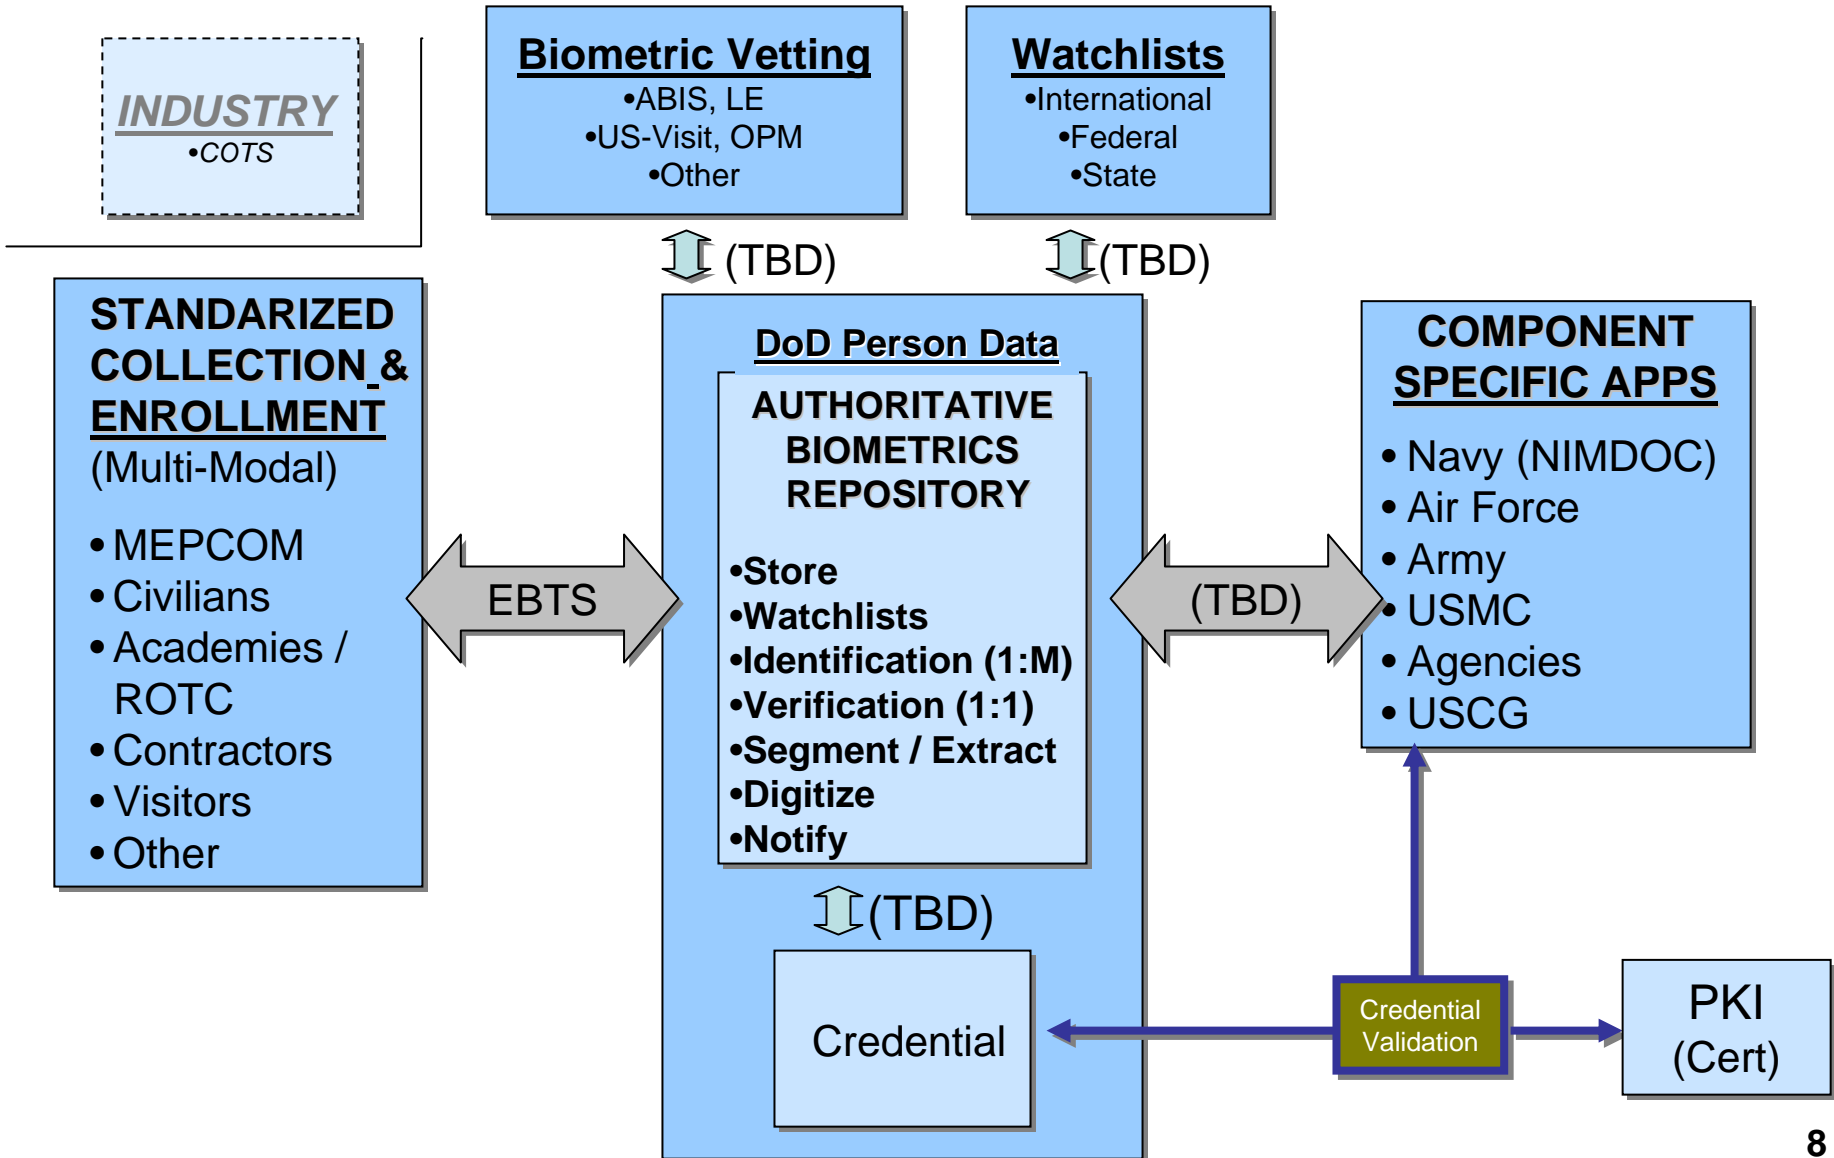 INDUSTRY
•COTS
Biometric Vetting
•ABIS, LE
•US-Visit, OPM
•Other
Watchlists
•International
•Federal
•State
(TBD)
(TBD)
STANDARIZED
COLLECTION &
ENROLLMENT
(Multi-Modal)
• MEPCOM
• Civilians
• Academies /
ROTC
• Contractors
• Visitors
• Other
EBTS
DoD Person Data
AUTHORITATIVE
BIOMETRICS
REPOSITORY
•Store
•Watchlists
•Identification (1:M)
•Verification (1:1)
•Segment / Extract
•Digitize
•Notify
(TBD)
Credential
(TBD)
COMPONENT
SPECIFIC APPS
• Navy (NIMDOC)
• Air Force
• Army
• USMC
• Agencies
• USCG
Credential
Validation
PKI
(Cert)
8